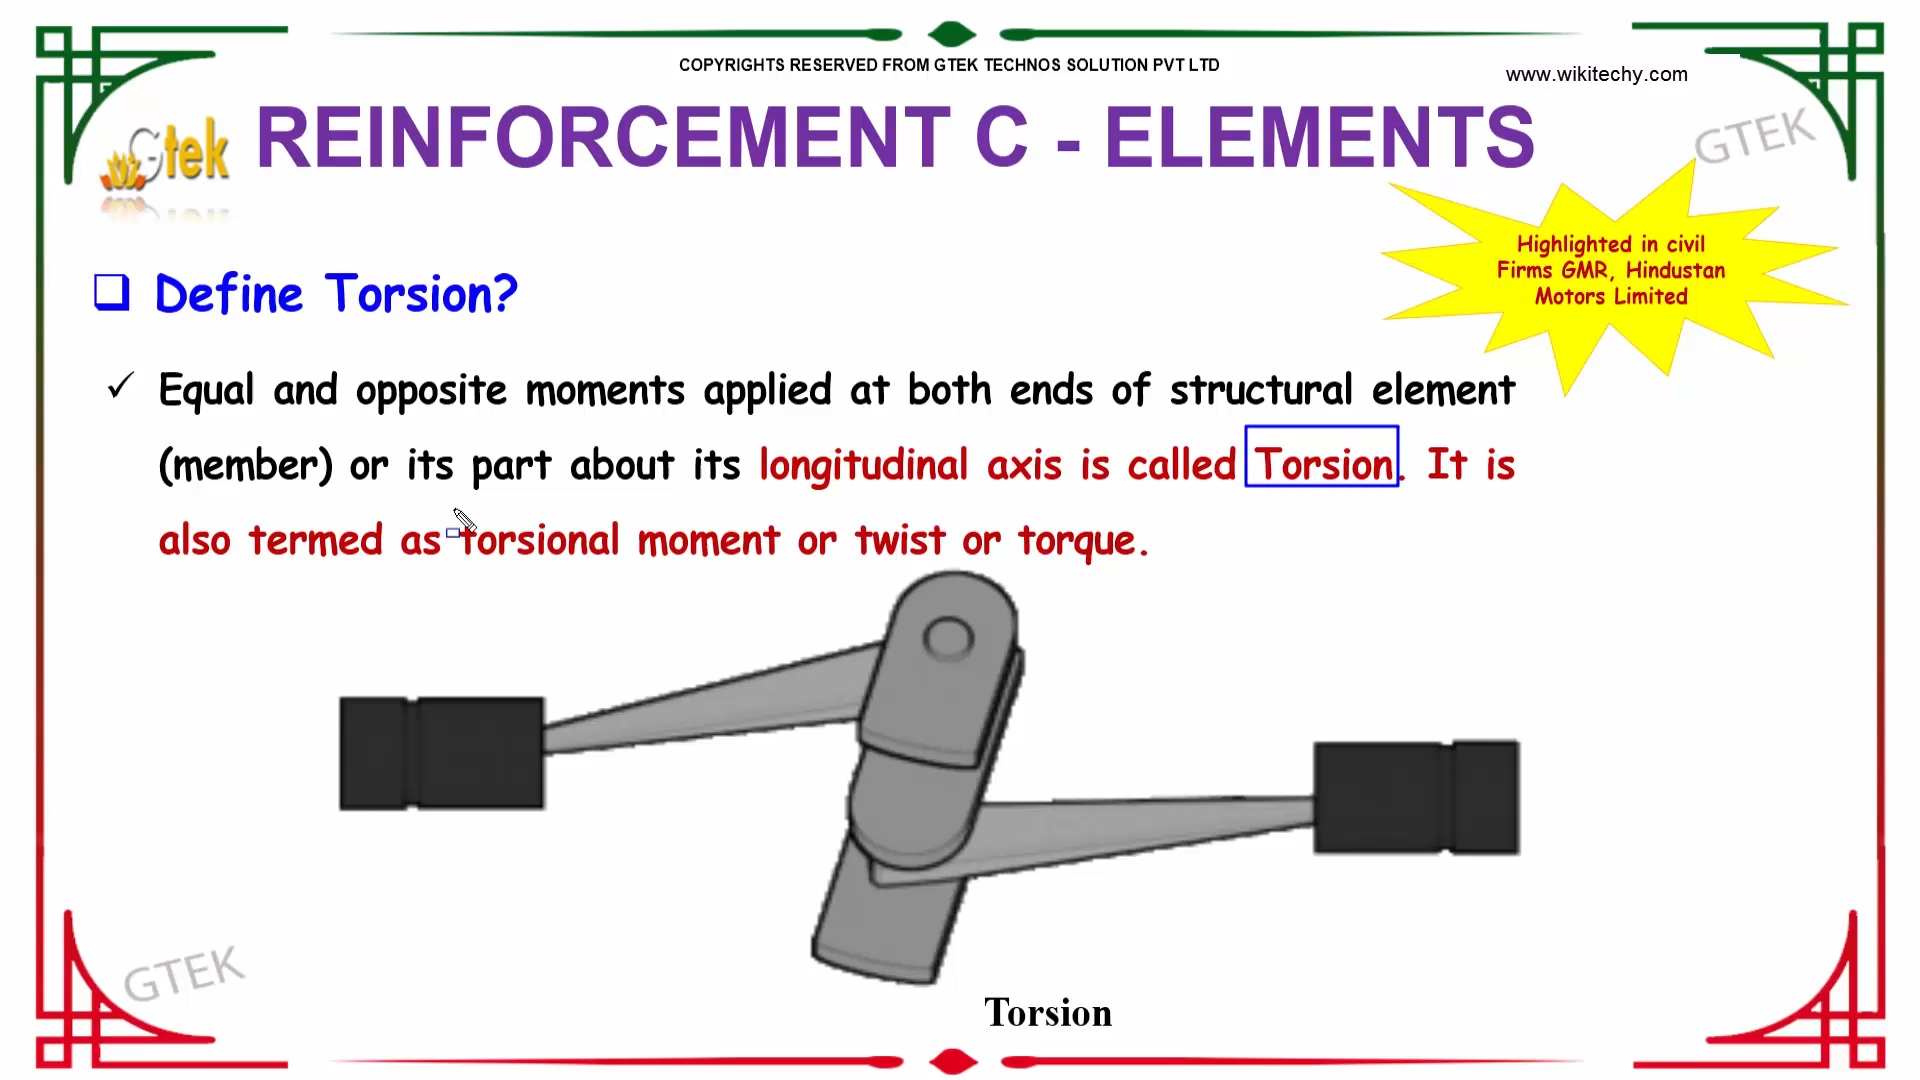 COPYRIGHTS RESERVED FROM GTEK TECHNOS SOLUTION PVT LTD
www.wikitechy.com
Gtek
REINFORCEMENT C - ELEMENTS
GTEK
Highlighted in civil
Firms GMR, Hindustan
Motors Limited
Define Torsion?
Equal and opposite moments applied at both ends of structural element
(member) or its part about its longitudinal axis is called Torsion. It is
also termed as torsional moment or twist or torque.
GTEK
Torsion